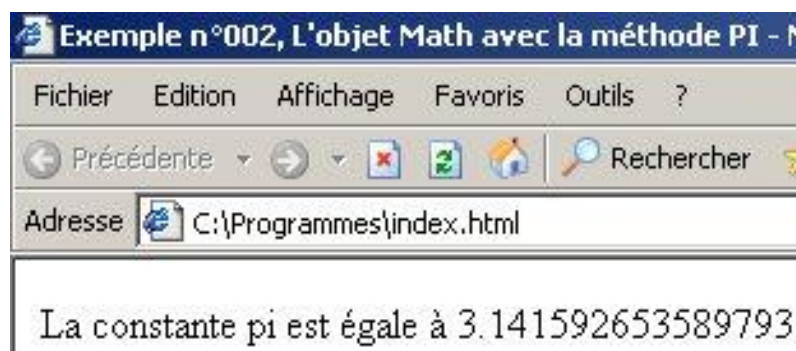 Exemple n°002, L'objet Math avec la méthode PI -
Fichier Edition Affichage Favoris Outils ?
Précédente Rechercher
Adresse C:\Programmes\index.html
La constante pi est égale à 3.141592653589793